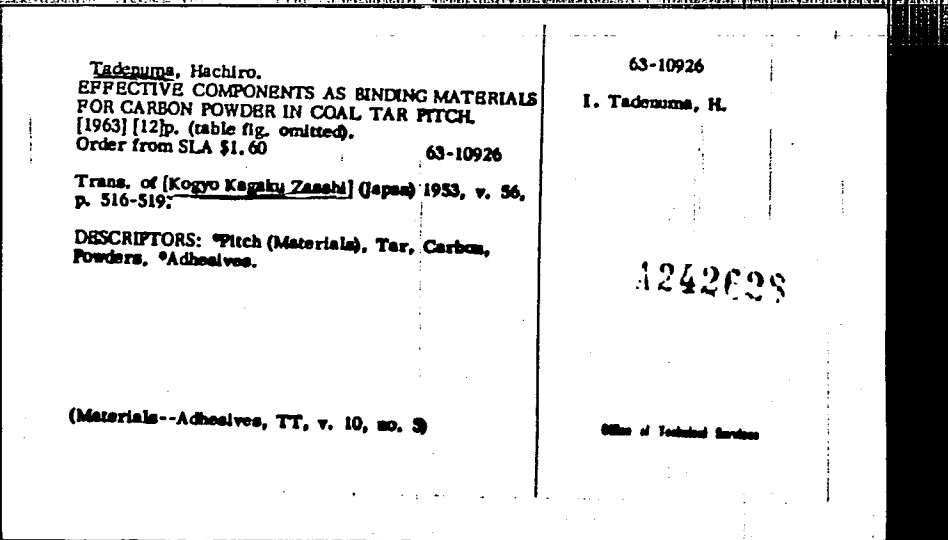 Tadenuma, Hachiro.
EFFECTIVE COMPONENTS AS BINDING MATERIALS
FOR CARBON POWDER IN COAL TAR PITCH.
[1963] [12]p. (table fig. omitted).
Order from SLA $1.60 63-10926
Trans. of [Kogyo Kagaku Zasshi] (Japan) 1953, v. 56,
p. 516-519.
DESCRIPTORS: *Pitch (Materials), Tar, Carbon,
Powders, *Adhesives.
(Materials--Adhesives, TT, v. 10, no. 3)
63-10926
I. Tadenuma, H.
A242628
Office of Technical Services